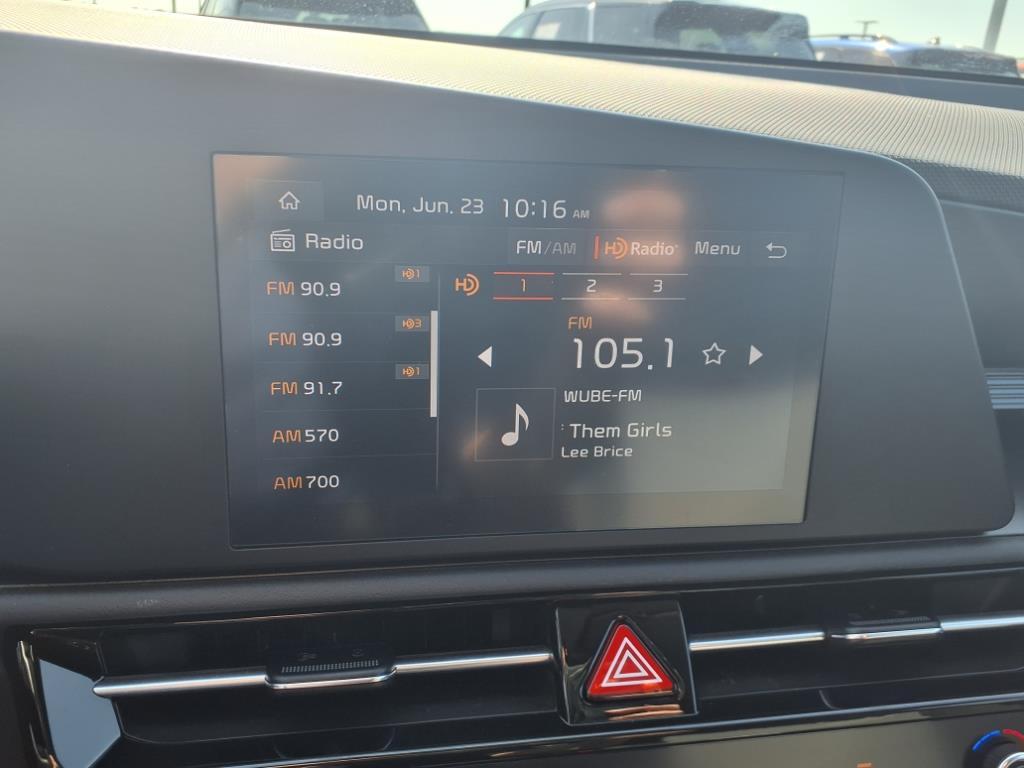 Mon, Jun. 23 10:16 AM
Radio FM/AM HD Radio Menu
FM 90.9 HD1
FM 90.9 HD3
FM 91.7 HD1
AM 570
AM 700
HD 1 2 3
FM
105.1
WUBE-FM
: Them Girls
Lee Brice